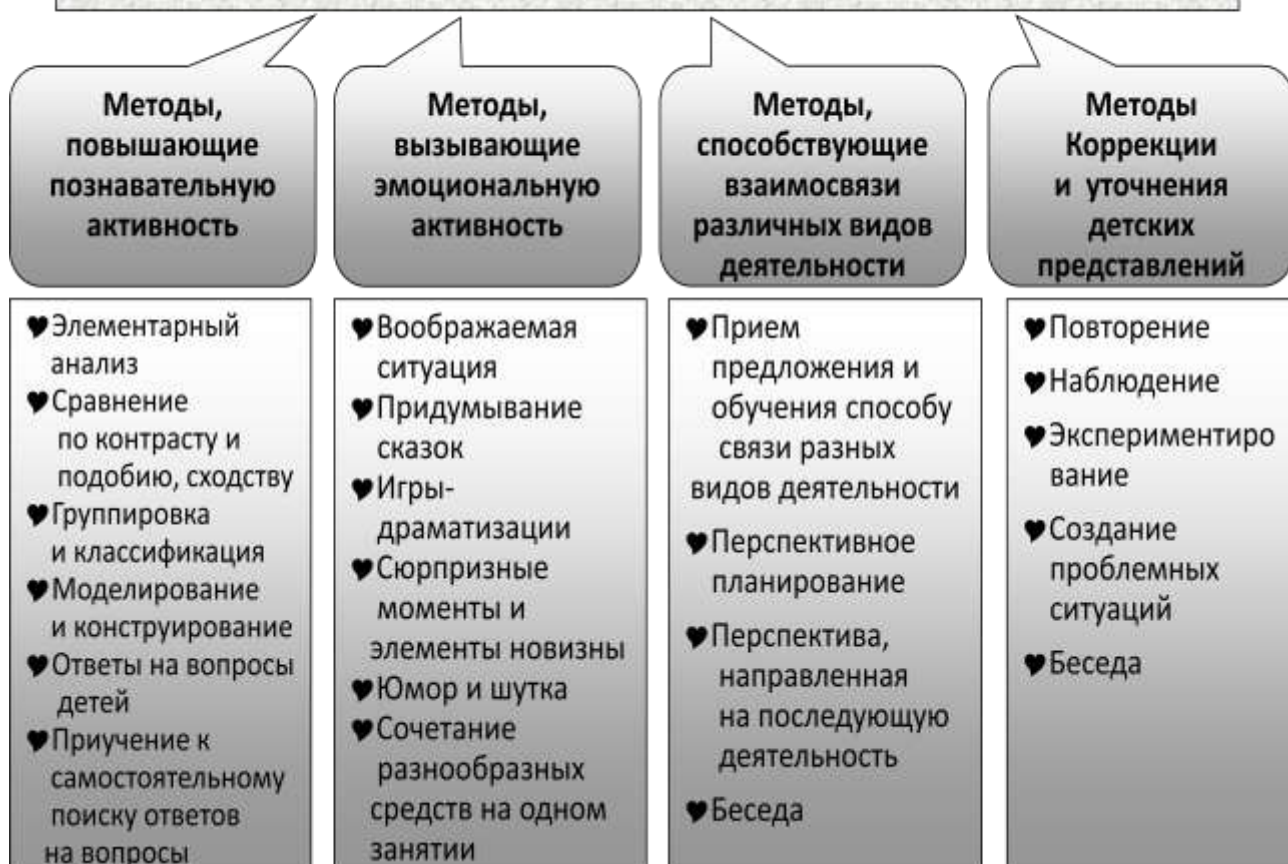 Методы,
повышающие
познавательную
активность
Методы,
вызывающие
эмоциональную
активность
Методы,
способствующие
взаимосвязи
различных видов
деятельности
Методы
Коррекции
и уточнения
детских
представлений
♥Элементарный
анализ
♥Сравнение
по контрасту и
подобию, сходству
♥Группировка
и классификация
♥Моделирование
и конструирование
♥Ответы на вопросы
детей
♥Приучение к
самостоятельному
поиску ответов
на вопросы
♥Воображаемая
ситуация
♥Придумывание
сказок
♥Игры-
драматизации
♥Сюрпризные
моменты и
элементы новизны
♥Юмор и шутка
♥Сочетание
разнообразных
средств на одном
занятии
♥Прием
предложения и
обучения способу
связи разных
видов деятельности
♥Перспективное
планирование
♥Перспектива,
направленная
на последующую
деятельность
♥Беседа
♥Повторение
♥Наблюдение
♥Экспериментиро
вание
♥Создание
проблемных
ситуаций
♥Беседа